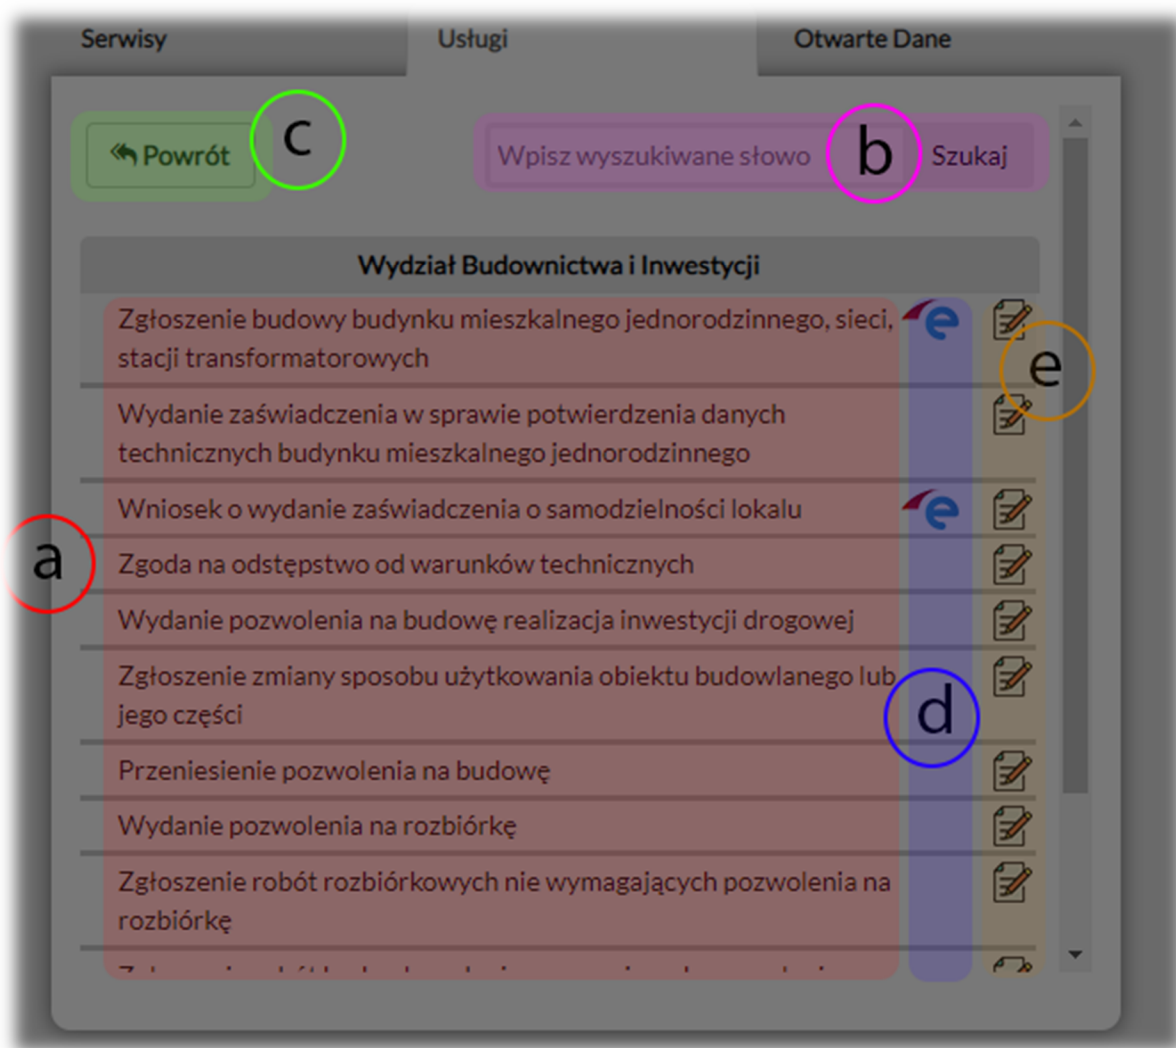 Serwisy Usługi Otwarte Dane
Powrót c Wpisz wyszukiwane słowo b Szukaj
Wydział Budownictwa i Inwestycji
Zgłoszenie budowy budynku mieszkalnego jednorodzinnego, sieci,
stacji transformatorowych
e
Wydanie zaświadczenia w sprawie potwierdzenia danych
technicznych budynku mieszkalnego jednorodzinnego
Wniosek o wydanie zaświadczenia o samodzielności lokalu
a
Zgoda na odstępstwo od warunków technicznych
Wydanie pozwolenia na budowę realizacja inwestycji drogowej
Zgłoszenie zmiany sposobu użytkowania obiektu budowlanego lub
jego części
d
Przeniesienie pozwolenia na budowę
Wydanie pozwolenia na rozbiórkę
Zgłoszenie robót rozbiórkowych nie wymagających pozwolenia na
rozbiórkę